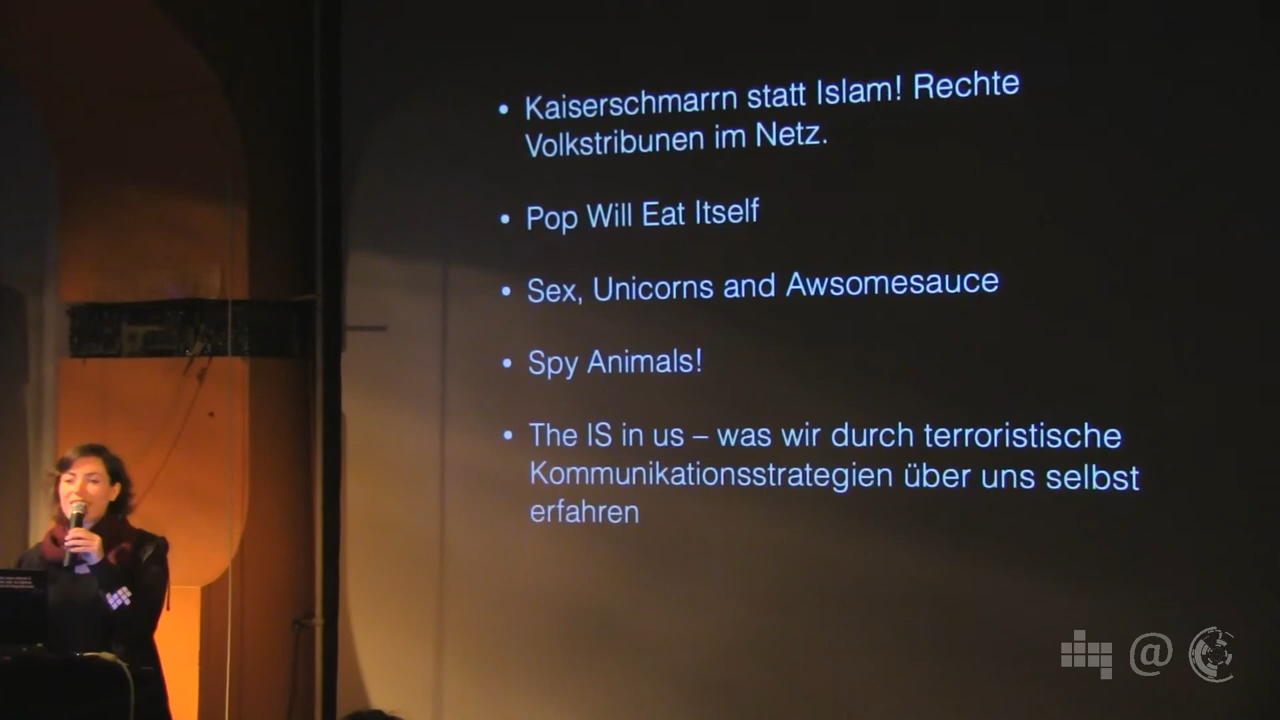 • Kaiserschmarrn statt Islam! Rechte
Volkstribunen im Netz.
• Pop Will Eat Itself
• Sex, Unicorns and Awsomesauce
• Spy Animals!
• The IS in us – was wir durch terroristische
Kommunikationsstrategien über uns selbst
erfahren
@